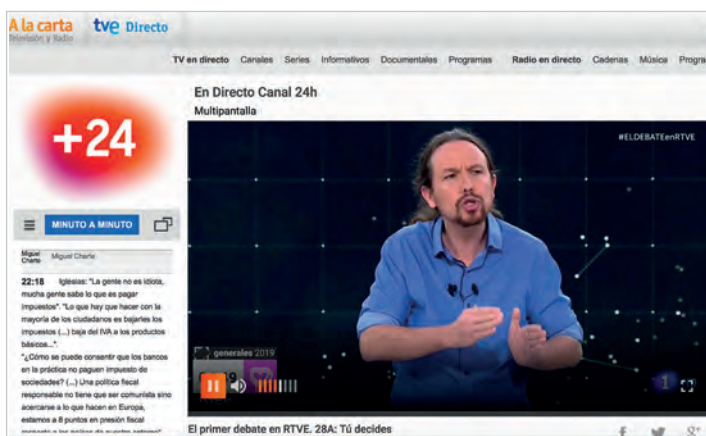 A la carta
Televisión y Radio
tve Directo
TV en directo Canales Series Informativos Documentales Programas Radio en directo Cadenas Música Progra
En Directo Canal 24h
Multipantalla
+24
#ELDEBATEenRTVE
MINUTO A MINUTO
Miguel
Charte
Miguel Charte
22:18 Iglesias: "La gente no es idiota,
mucha gente sabe lo que es pagar
impuestos". "Lo que hay que hacer con la
mayoría de los ciudadanos es bajarles los
impuestos (...) baja del IVA a los productos
básicos...".
"¿Cómo se puede consentir que los bancos
en la práctica no paguen impuesto de
sociedades? (...) Una política fiscal
responsable no tiene que ser comunista sino
acercarse a lo que hacen en Europa,
estamos a 8 puntos en presión fiscal
generales 2019
1
El primer debate en RTVE. 28A: Tú decides